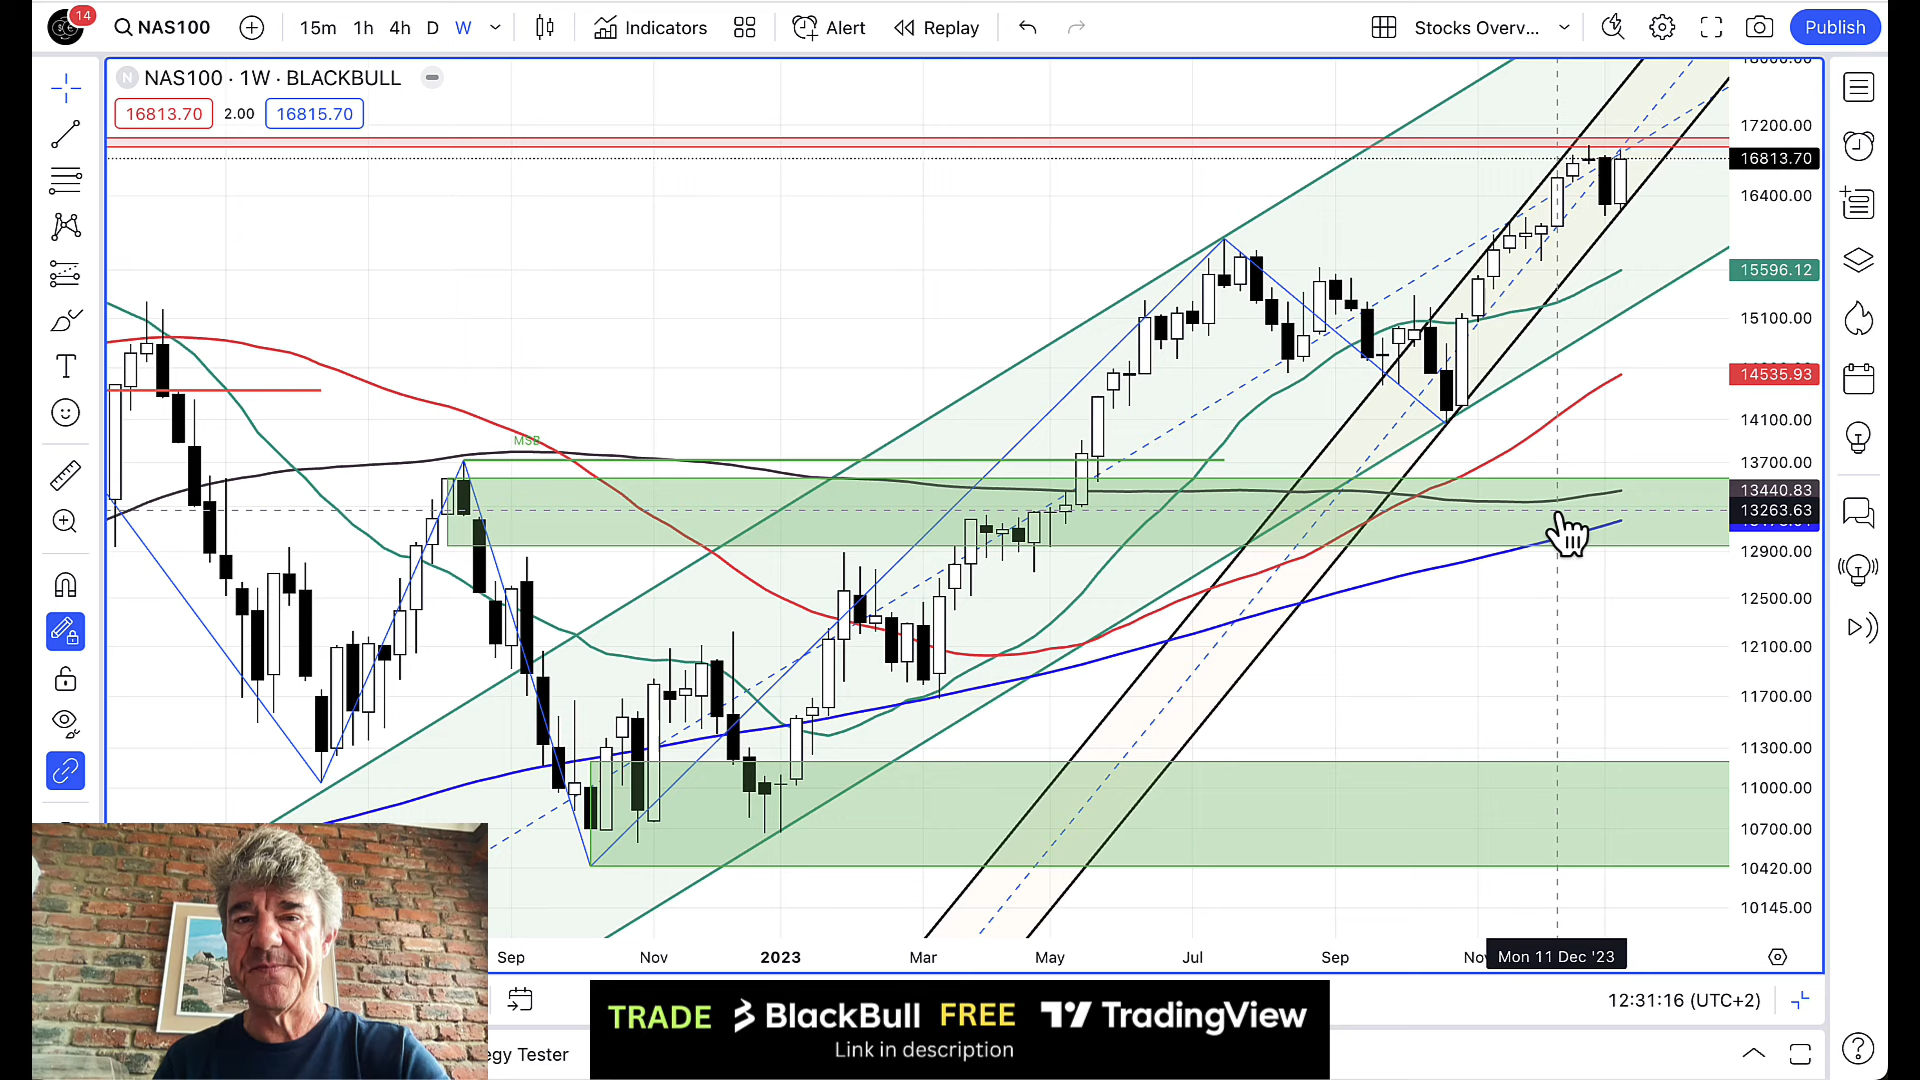 14
NAS100
15m 1h 4h D W
Indicators
Alert
Replay
Stocks Overv...
Publish
N NAS100 · 1W · BLACKBULL
16813.70 2.00 16815.70
17200.00
16813.70
16400.00
15596.12
15100.00
14535.93
14100.00
MSB
13700.00
13440.83
13263.63
12900.00
12500.00
12100.00
11700.00
11300.00
11000.00
10700.00
10420.00
10145.00
Sep Nov 2023 Mar May Jul Sep Mon 11 Dec '23
12:31:16 (UTC+2)
TRADE BlackBull FREE TradingView
Link in description
egy Tester